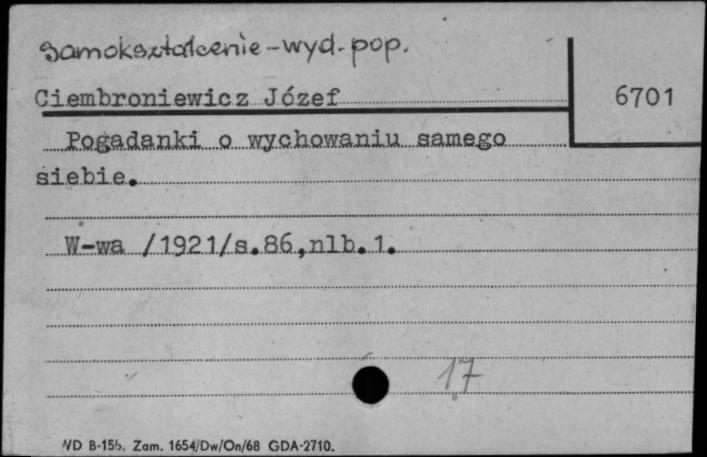 Samokształcenie - wyd. pop.
Ciembroniewicz Józef
6701
Pogadanki o wychowaniu samego
siebie.
W-wa /1921/s.86,nlb.1.
17
WD B-15b. Zam. 1654/Dw/On/68 GDA-2710.